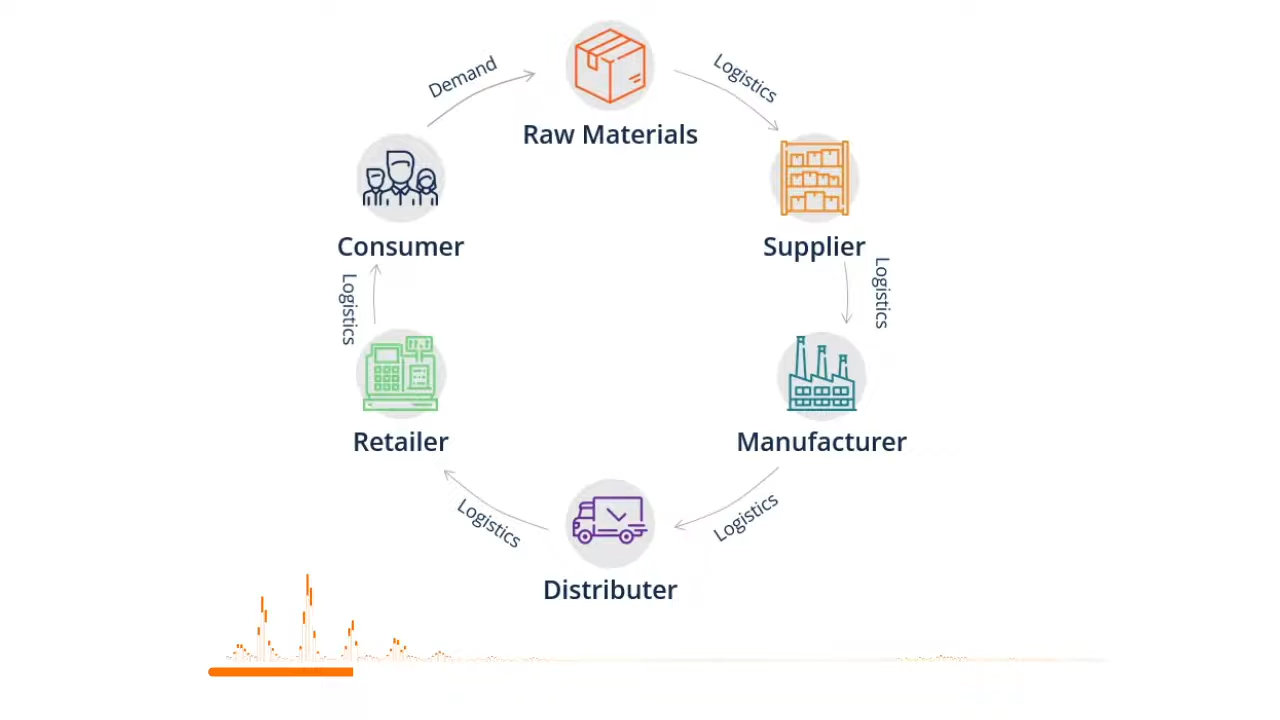 Demand
Logistics
Raw Materials
Consumer
Supplier
Logistics
Logistics
Retailer
Manufacturer
Logistics
Logistics
Distributer